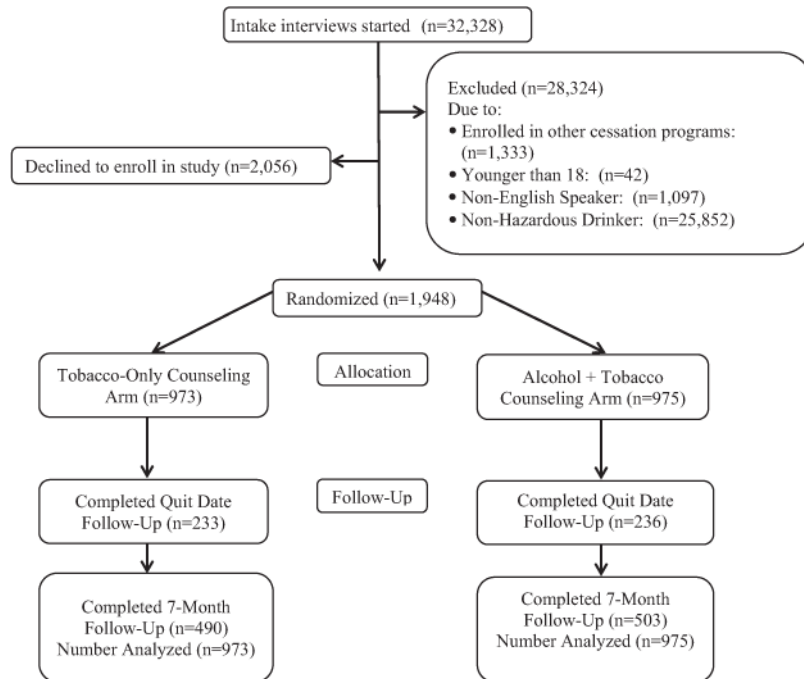 Intake interviews started (n=32,328)
Excluded (n=28,324)
Due to:
• Enrolled in other cessation programs:
(n=1,333)
• Younger than 18: (n=42)
• Non-English Speaker: (n=1,097)
• Non-Hazardous Drinker: (n=25,852)
Declined to enroll in study (n=2,056)
Randomized (n=1,948)
Tobacco-Only Counseling
Arm (n=973)
Allocation
Alcohol + Tobacco
Counseling Arm (n=975)
Completed Quit Date
Follow-Up (n=233)
Follow-Up
Completed Quit Date
Follow-Up (n=236)
Completed 7-Month
Follow-Up (n=490)
Number Analyzed (n=973)
Completed 7-Month
Follow-Up (n=503)
Number Analyzed (n=975)